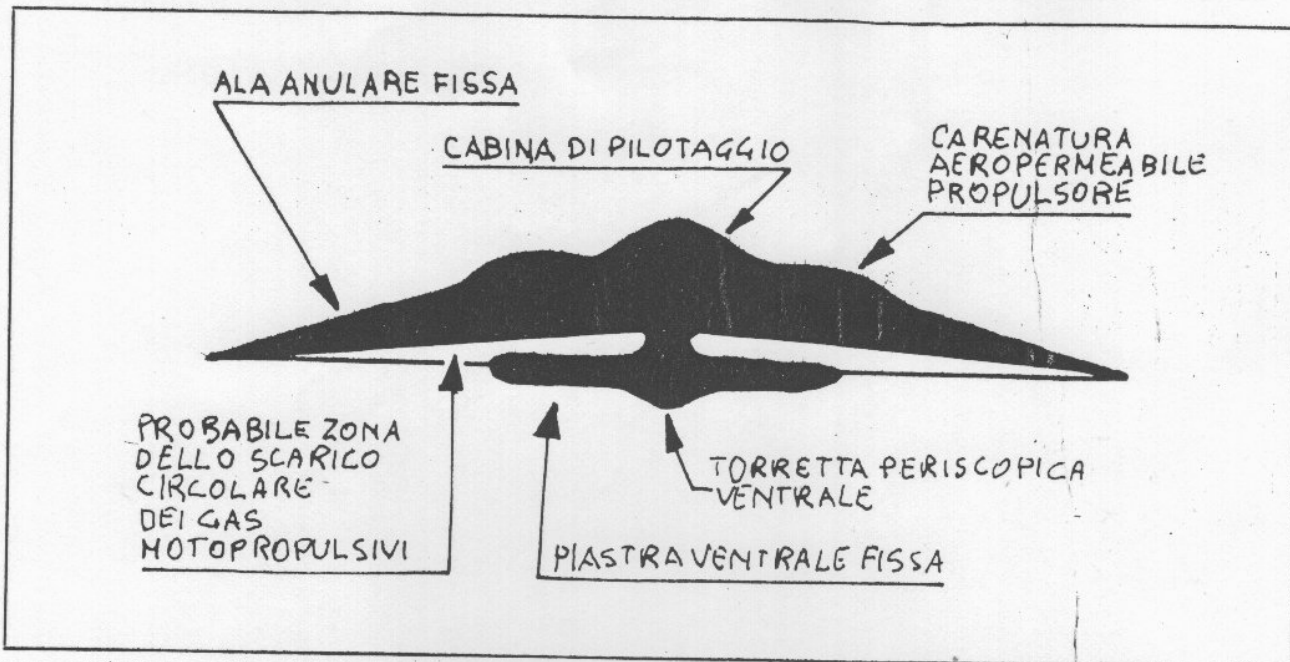 ALA ANULARE FISSA
CABINA DI PILOTAGGIO
CARENATURA
AEROPERMEABILE
PROPULSORE
PROBABILE ZONA
DELLO SCARICO
CIRCOLARE
DEI GAS
MOTOPROPULSIVI
TORRETTA PERISCOPICA
VENTRALE
PIASTRA VENTRALE FISSA